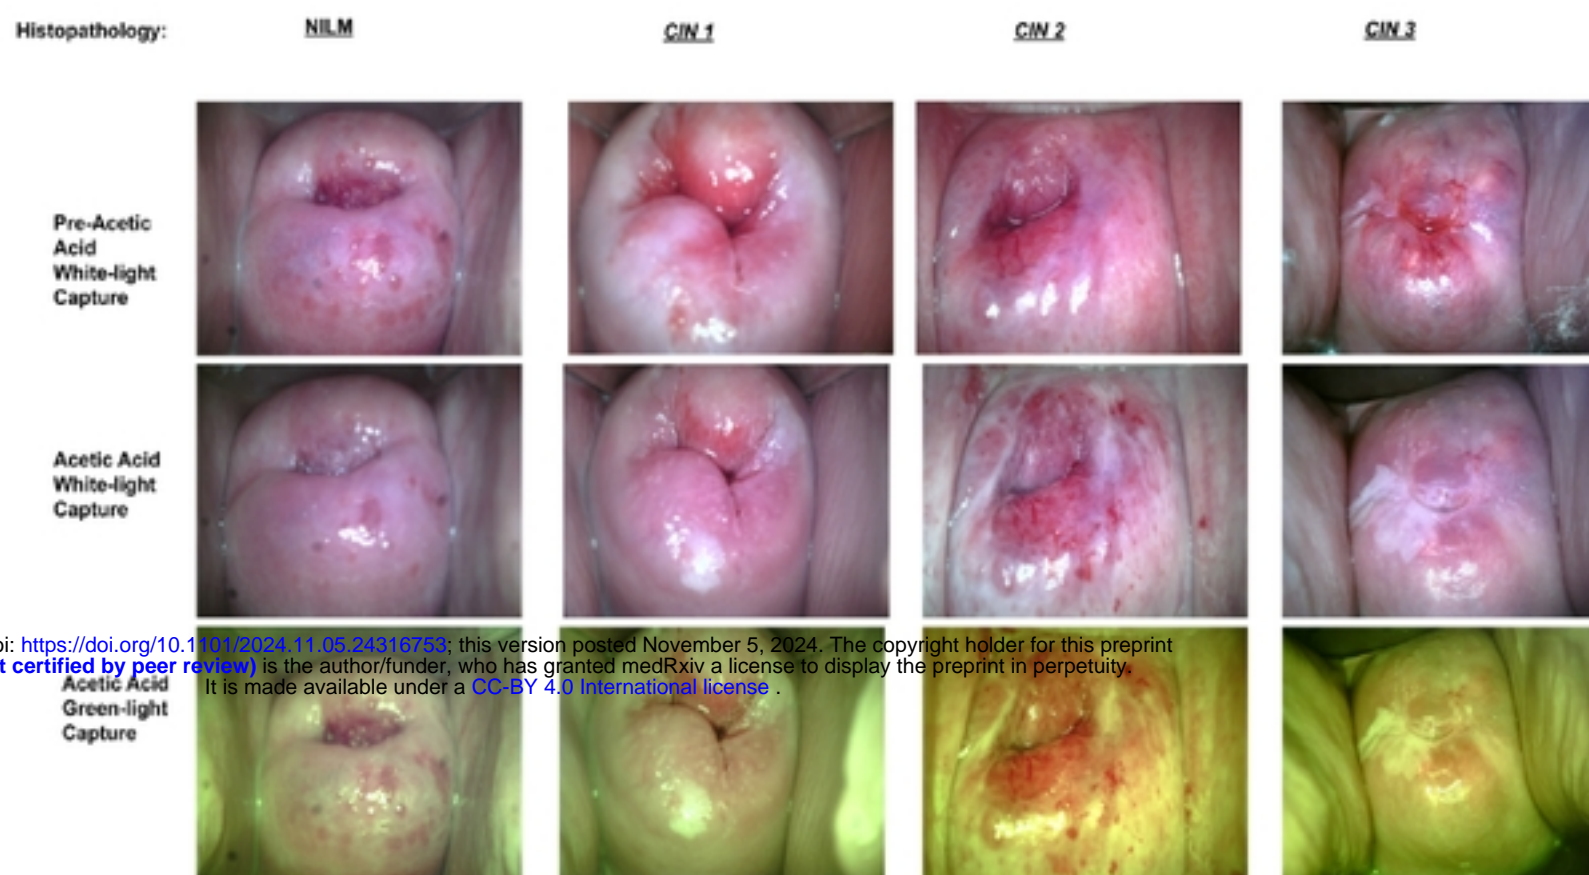 Histopathology:
NILM
CIN 1
CIN 2
CIN 3
Pre-Acetic
Acid
White-light
Capture
Acetic Acid
White-light
Capture
oi: https://doi.org/10.1101/2024.11.05.24316753; this version posted November 5, 2024. The copyright holder for this preprint
t certified by peer review) is the author/funder, who has granted medRxiv a license to display the preprint in perpetuity.
It is made available under a CC-BY 4.0 International license .
Acetic Acid
Green-light
Capture